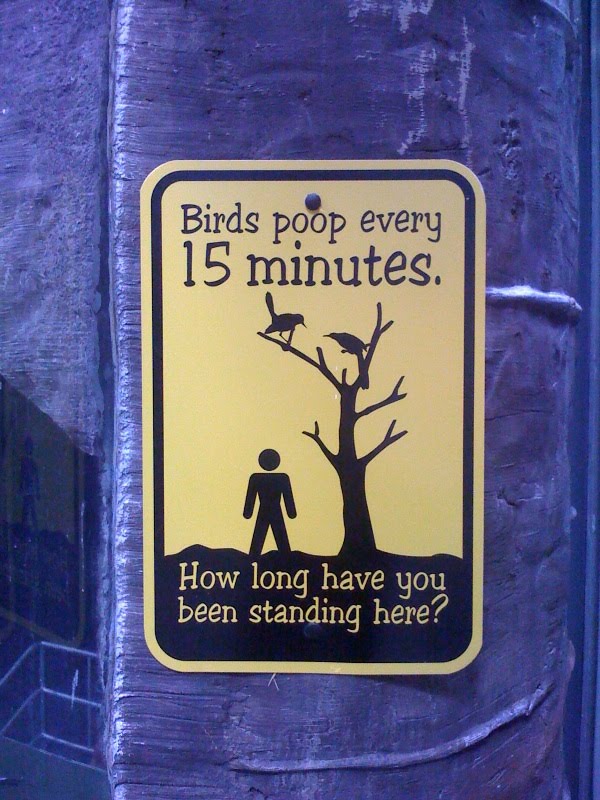 Birds poop every
15 minutes.
How long have you
been standing here?